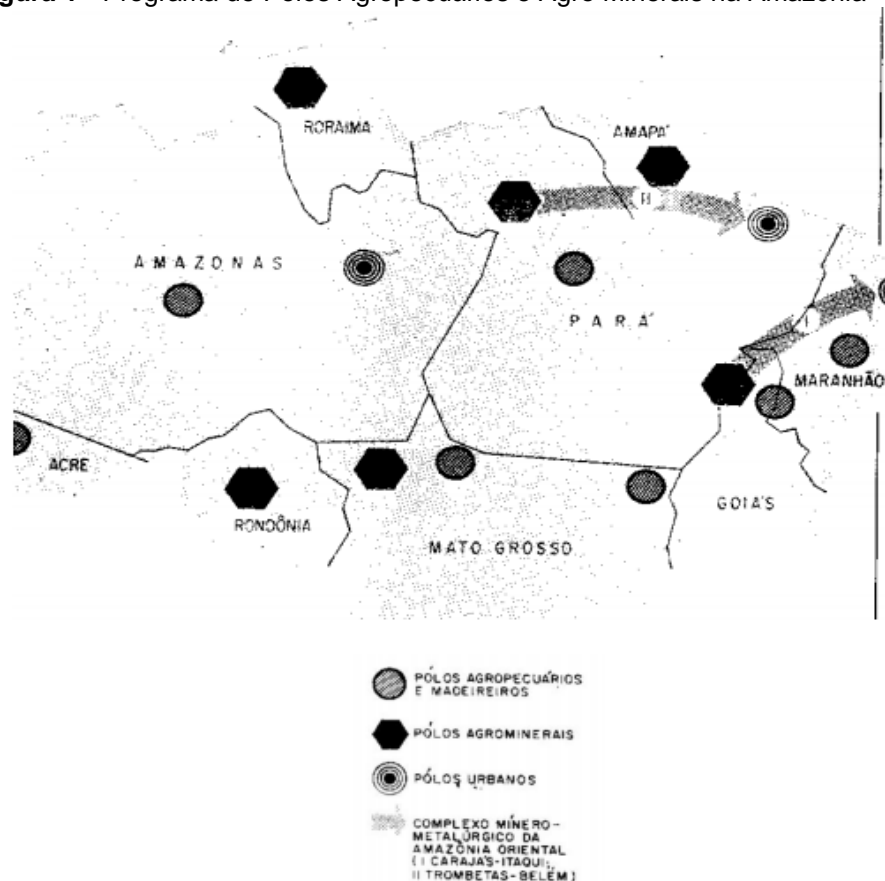 Programa de Pólos Agropecuários e Agro Minerais na Amazônia
RORAIMA
AMAPÁ
II
AMAZONAS
PARÁ
I
MARANHÃO
ACRE
GOIÁS
RONDÔNIA
MATO GROSSO
PÓLOS AGROPECUÁRIOS
E MADEIREIROS
PÓLOS AGROMINERAIS
PÓLOS URBANOS
COMPLEXO MÍNERO-
METALÚRGICO DA
AMAZÔNIA ORIENTAL
(I CARAJÁS-ITAQUI;
II TROMBETAS-BELÉM)